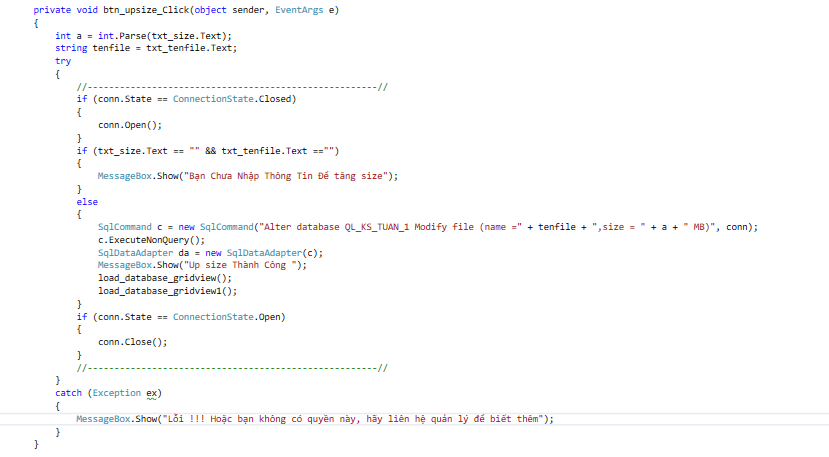 private void btn_upsize_Click(object sender, EventArgs e)
{
int a = int.Parse(txt_size.Text);
string tenfile = txt_tenfile.Text;
try
{
//------------------------------------------------------//
if (conn.State == ConnectionState.Closed)
{
conn.Open();
}
if (txt_size.Text == "" && txt_tenfile.Text =="")
{
MessageBox.Show("Bạn Chưa Nhập Thông Tin Để tăng size");
}
else
{
SqlCommand c = new SqlCommand("Alter database QL_KS_TUAN_1 Modify file (name =" + tenfile + ",size = " + a + " MB)", conn);
c.ExecuteNonQuery();
SqlDataAdapter da = new SqlDataAdapter(c);
MessageBox.Show("Up size Thành Công ");
load_database_gridview();
load_database_gridview1();
}
if (conn.State == ConnectionState.Open)
{
conn.Close();
}
//------------------------------------------------------//
}
catch (Exception ex)
{
MessageBox.Show("Lỗi !!! Hoặc bạn không có quyền này, hãy liên hệ quản lý để biết thêm");
}
}